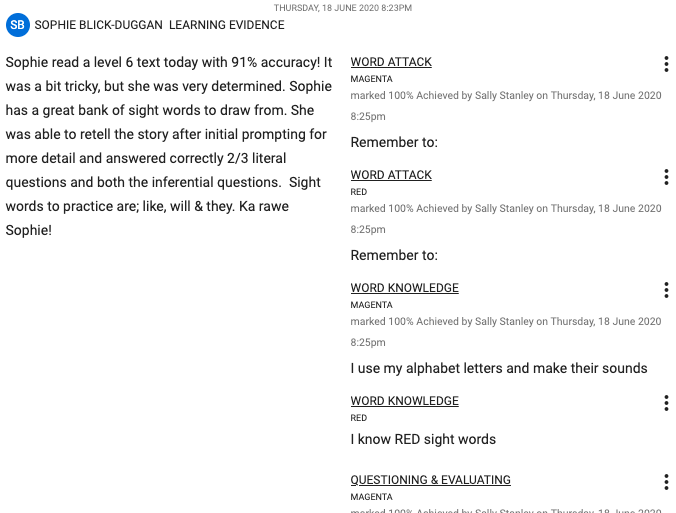 THURSDAY, 18 JUNE 2020 8:23PM
SB SOPHIE BLICK-DUGGAN LEARNING EVIDENCE
Sophie read a level 6 text today with 91% accuracy! It
was a bit tricky, but she was very determined. Sophie
has a great bank of sight words to draw from. She
was able to retell the story after initial prompting for
more detail and answered correctly 2/3 literal
questions and both the inferential questions.  Sight
words to practice are; like, will & they. Ka rawe
Sophie!
WORD ATTACK
MAGENTA
marked 100% Achieved by Sally Stanley on Thursday, 18 June 2020
8:25pm
Remember to:
WORD ATTACK
RED
marked 100% Achieved by Sally Stanley on Thursday, 18 June 2020
8:25pm
Remember to:
WORD KNOWLEDGE
MAGENTA
marked 100% Achieved by Sally Stanley on Thursday, 18 June 2020
8:25pm
I use my alphabet letters and make their sounds
WORD KNOWLEDGE
RED
I know RED sight words
QUESTIONING & EVALUATING
MAGENTA
marked 100% Achieved by Sally Stanley on Thursday, 18 June 2020